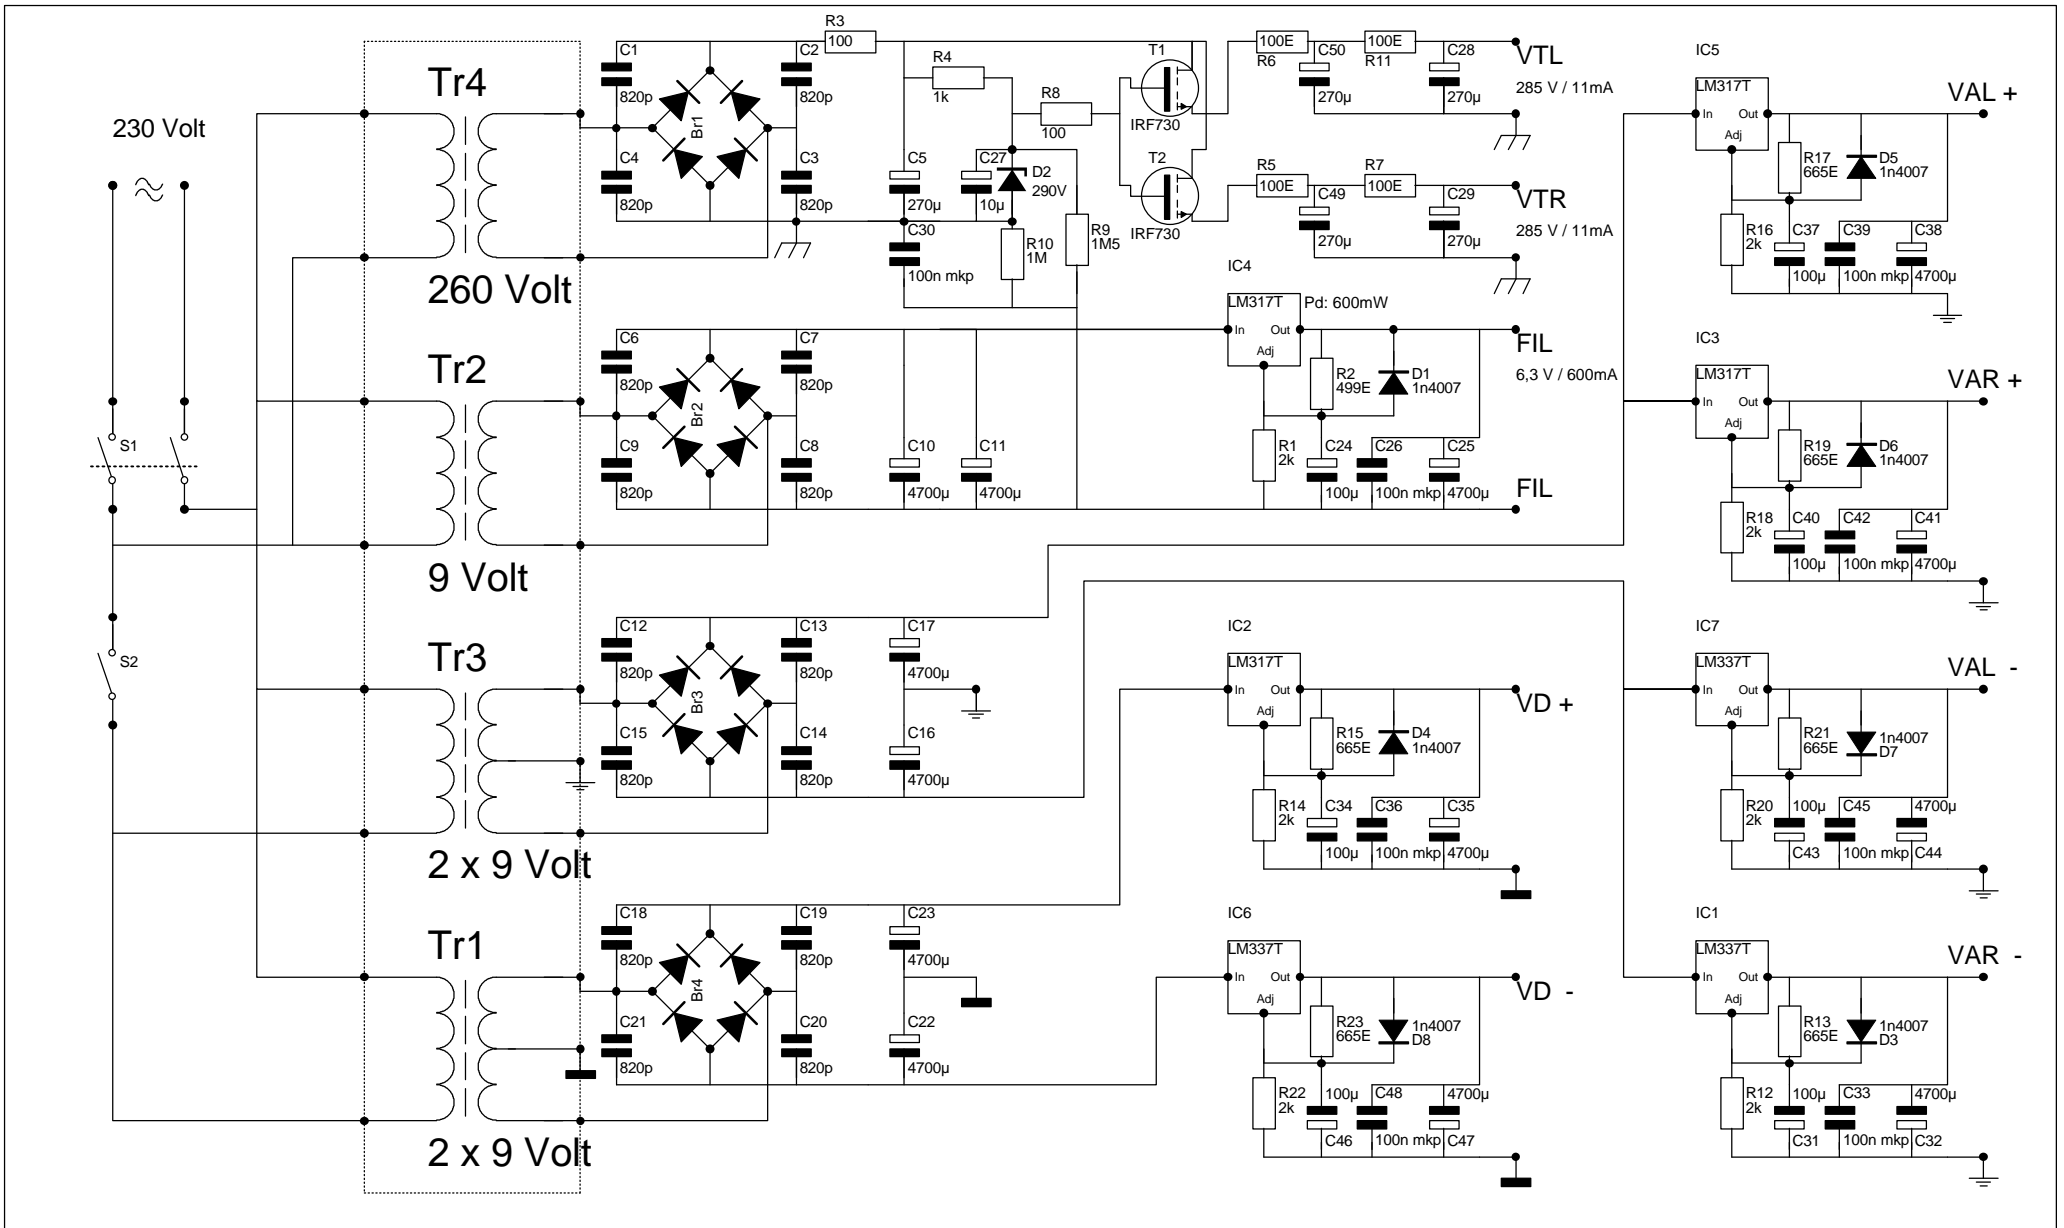 230 Volt
S1
S2
Tr4
260 Volt
C1
820p
C4
820p
Br1
C2
820p
C3
820p
R3
100
R4
1k
R8
100
C5
270µ
C27
10µ
D2
290V
C30
100n mkp
R10
1M
R9
1M5
T1
IRF730
T2
IRF730
100E
R6
C50
270µ
100E
R11
C28
270µ
VTL
285 V / 11mA
R5
100E
C49
270µ
R7
100E
C29
270µ
VTR
285 V / 11mA
Tr2
9 Volt
C6
820p
C9
820p
Br2
C7
820p
C8
820p
C10
4700µ
C11
4700µ
IC4
LM317T
In
Out
Adj
Pd: 600mW
R2
499E
D1
1n4007
R1
2k
C24
100µ
C26
100n mkp
C25
4700µ
FIL
6,3 V / 600mA
FIL
Tr3
2 x 9 Volt
C12
820p
C15
820p
Br3
C13
820p
C14
820p
C17
4700µ
C16
4700µ
IC2
LM317T
In
Out
Adj
R15
665E
D4
1n4007
R14
2k
C34
100µ
C36
100n mkp
C35
4700µ
VD +
Tr1
2 x 9 Volt
C18
820p
C21
820p
Br4
C19
820p
C20
820p
C23
4700µ
C22
4700µ
IC6
LM337T
In
Out
Adj
R23
665E
1n4007
D8
R22
2k
100µ
C46
C48
100n mkp
4700µ
C47
VD -
IC5
LM317T
In
Out
Adj
R17
665E
D5
1n4007
R16
2k
C37
100µ
C39
100n mkp
C38
4700µ
VAL +
IC3
LM317T
In
Out
Adj
R19
665E
D6
1n4007
R18
2k
C40
100µ
C42
100n mkp
C41
4700µ
VAR +
IC7
LM337T
In
Out
Adj
R21
665E
1n4007
D7
R20
2k
100µ
C43
C45
100n mkp
4700µ
C44
VAL -
IC1
LM337T
In
Out
Adj
R13
665E
1n4007
D3
R12
2k
100µ
C31
C33
100n mkp
4700µ
C32
VAR -